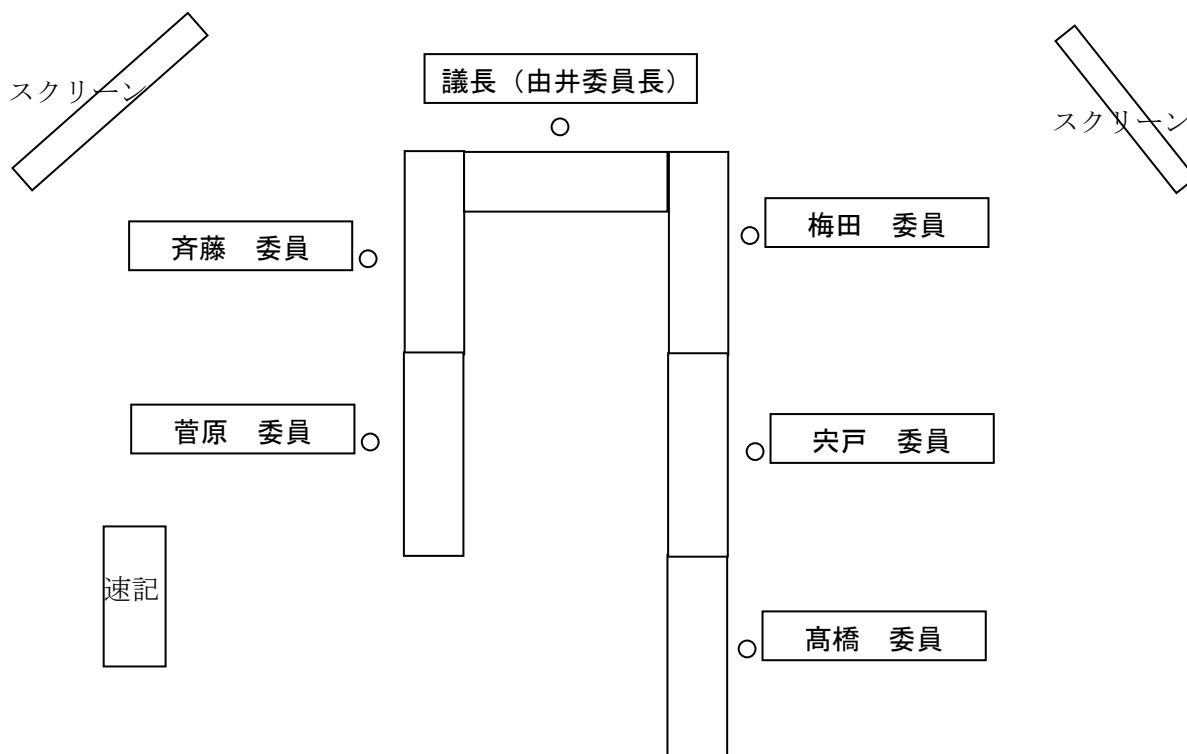 議長（由井委員長）
スクリーン
スクリーン
斉藤　委員
梅田　委員
菅原　委員
宍戸　委員
速記
髙橋　委員